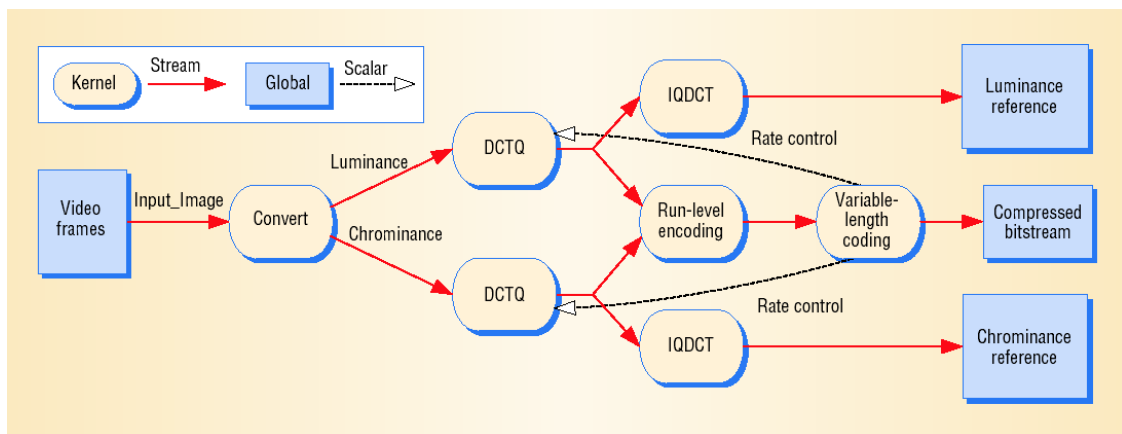 Kernel
Stream
Global
Scalar
Video
frames
Input_Image
Convert
Luminance
Chrominance
DCTQ
DCTQ
IQDCT
Rate control
Luminance
reference
Run-level
encoding
Variable-
length
coding
Compressed
bitstream
Rate control
IQDCT
Chrominance
reference